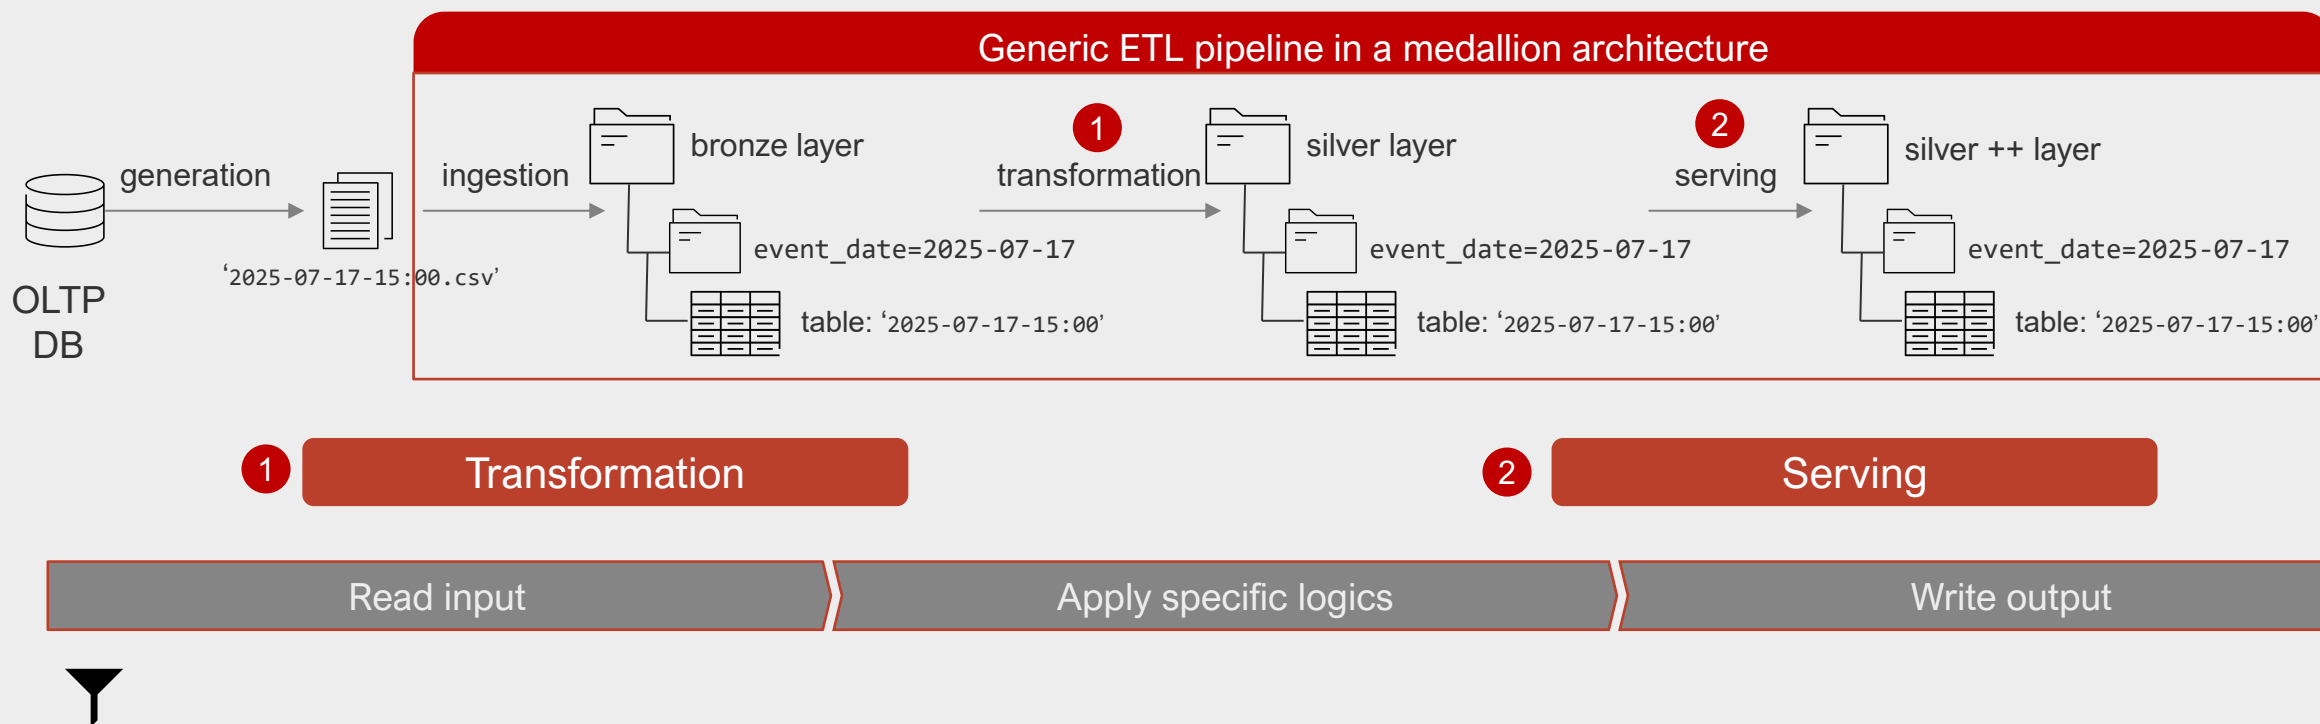 Generic ETL pipeline in a medallion architecture
OLTP
DB
generation
‘2025-07-17-15:00.csv’
ingestion
bronze layer
event_date=2025-07-17
table: ‘2025-07-17-15:00’
1
transformation
silver layer
event_date=2025-07-17
table: ‘2025-07-17-15:00’
2
serving
silver ++ layer
event_date=2025-07-17
table: ‘2025-07-17-15:00’
1 Transformation
2 Serving
Read input
Apply specific logics
Write output